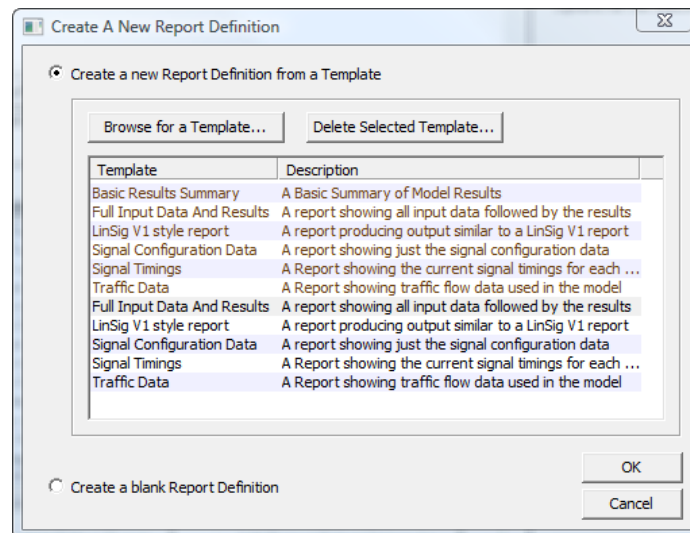 Create A New Report Definition
Create a new Report Definition from a Template
Browse for a Template... Delete Selected Template...
Template Description
Basic Results Summary A Basic Summary of Model Results
Full Input Data And Results A report showing all input data followed by the results
LinSig V1 style report A report producing output similar to a LinSig V1 report
Signal Configuration Data A report showing just the signal configuration data
Signal Timings A Report showing the current signal timings for each ...
Traffic Data A Report showing traffic flow data used in the model
Full Input Data And Results A report showing all input data followed by the results
LinSig V1 style report A report producing output similar to a LinSig V1 report
Signal Configuration Data A report showing just the signal configuration data
Signal Timings A Report showing the current signal timings for each ...
Traffic Data A Report showing traffic flow data used in the model
OK
Create a blank Report Definition
Cancel